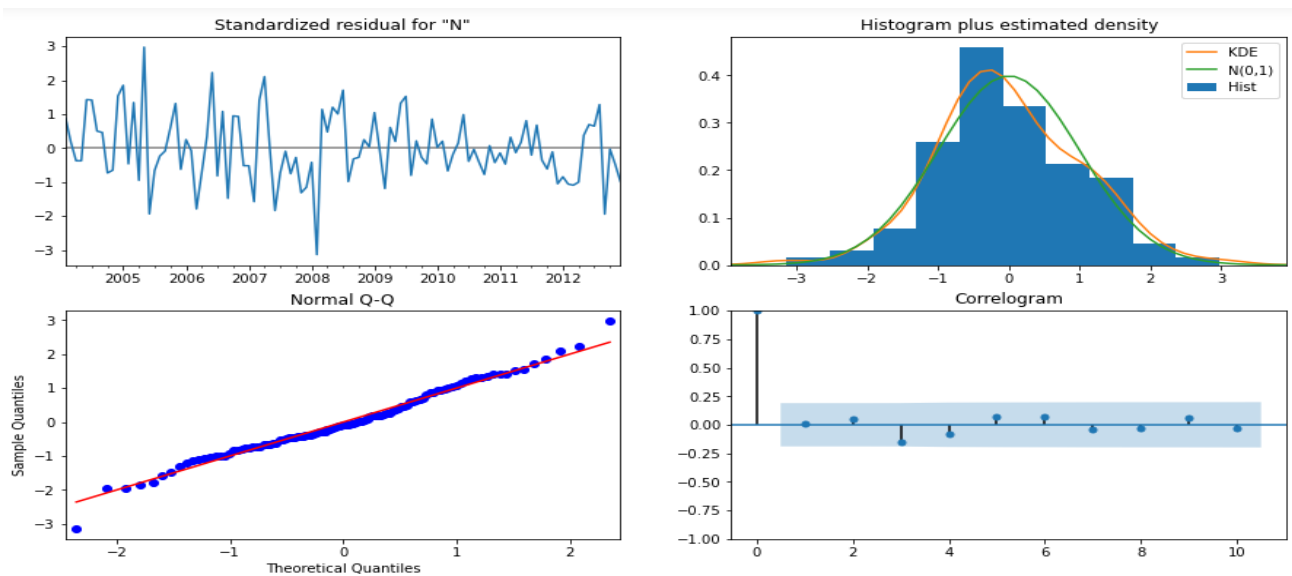 Standardized residual for "N"
3
2
1
0
−1
−2
−3
2005 2006 2007 2008 2009 2010 2011 2012
Histogram plus estimated density
KDE
N(0,1)
Hist
0.4
0.3
0.2
0.1
0.0
−3 −2 −1 0 1 2 3
Normal Q-Q
Sample Quantiles
3
2
1
0
−1
−2
−3
−2 −1 0 1 2
Theoretical Quantiles
Correlogram
1.00
0.75
0.50
0.25
0.00
−0.25
−0.50
−0.75
−1.00
0 2 4 6 8 10